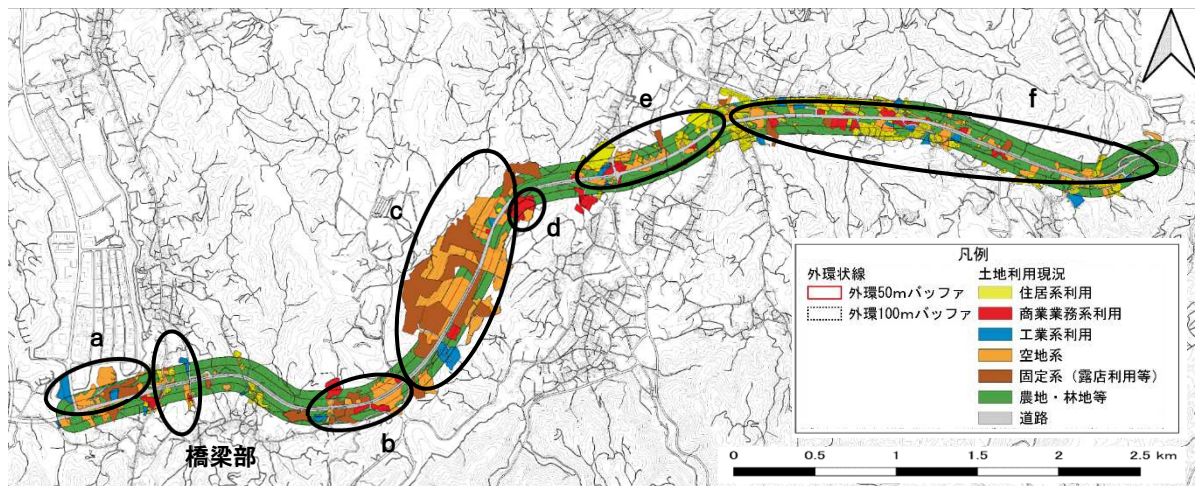 e
f
c
d
a
b
橋梁部
凡例
外環状線
外環50mバッファ
外環100mバッファ
土地利用現況
住居系利用
商業業務系利用
工業系利用
空地系
固定系（露店利用等）
農地・林地等
道路
0 0.5 1 1.5 2 2.5 km